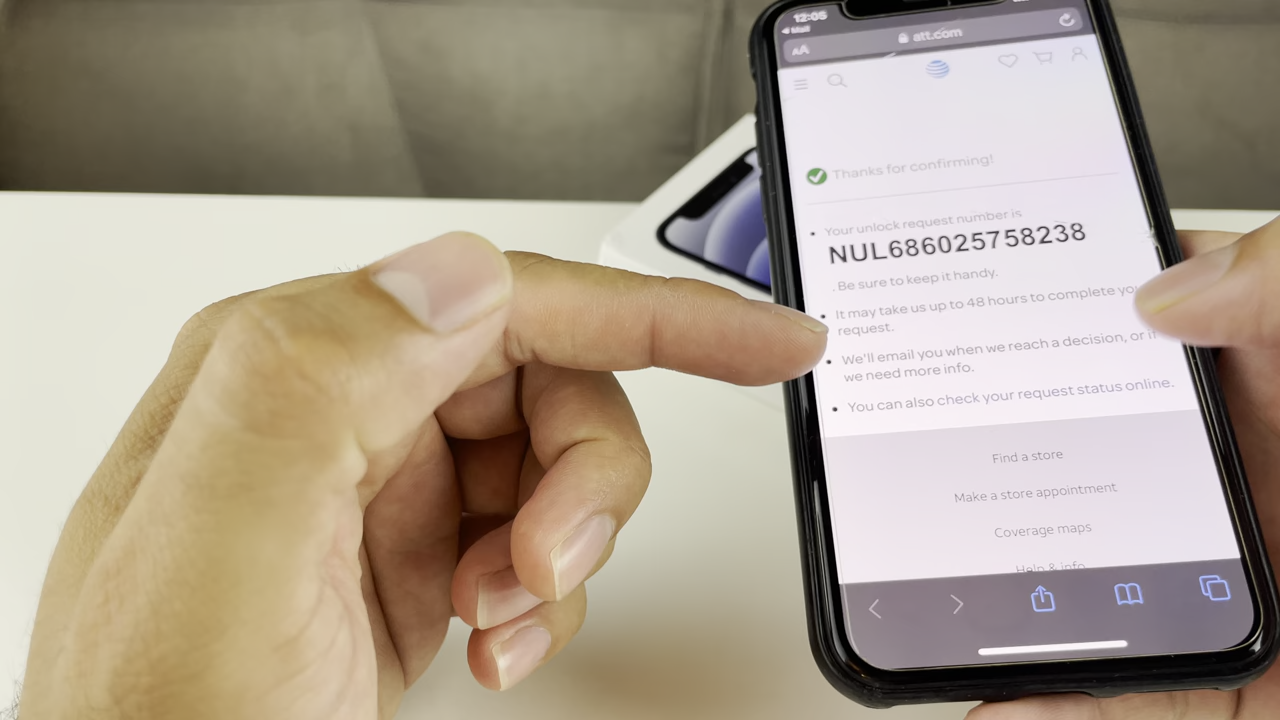 12:05
Mail
AA att.com
Thanks for confirming!
Your unlock request number is
NUL686025758238
. Be sure to keep it handy.
It may take us up to 48 hours to complete
request.
We'll email you when we reach a decision, or if
we need more info.
You can also check your request status online.
Find a store
Make a store appointment
Coverage maps
Help & info